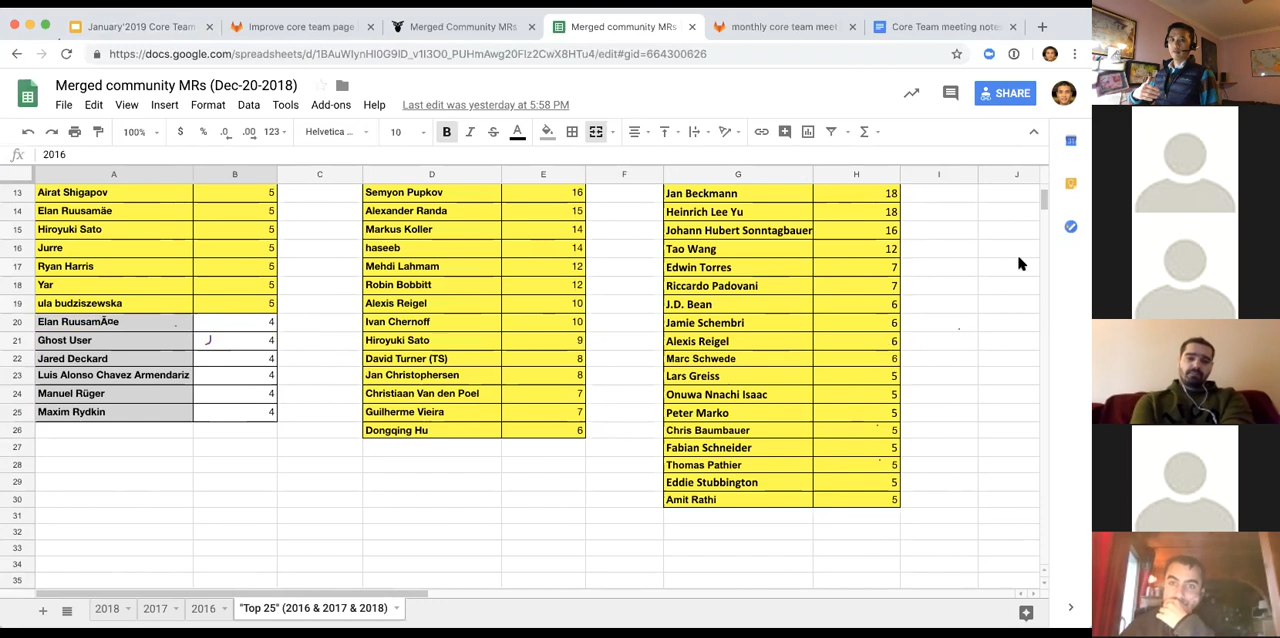 January'2019 Core Team
Improve core team page
Merged Community MRs
Merged community MRs
monthly core team meet
Core Team meeting notes
https://docs.google.com/spreadsheets/d/1BAuWIynHI0G9ID_v1I3O0_PUHmAwg20FIz2CwX8HTu4/edit#gid=664300626
Merged community MRs (Dec-20-2018)
File Edit View Insert Format Data Tools Add-ons Help Last edit was yesterday at 5:58 PM
SHARE
100% $ % .0 .00 123 Helvetica ... 10 B I S A
fx 2016
A B C D E F G H I J
13 Airat Shigapov 5 Semyon Pupkov 16 Jan Beckmann 18
14 Elan Ruusamäe 5 Alexander Randa 15 Heinrich Lee Yu 18
15 Hiroyuki Sato 5 Markus Koller 14 Johann Hubert Sonntagbauer 16
16 Jurre 5 haseeb 14 Tao Wang 12
17 Ryan Harris 5 Mehdi Lahmam 12 Edwin Torres 7
18 Yar 5 Robin Bobbitt 12 Riccardo Padovani 7
19 ula budziszewska 5 Alexis Reigel 10 J.D. Bean 6
20 Elan RuusamÃ¤e 4 Ivan Chernoff 10 Jamie Schembri 6
21 Ghost User 4 Hiroyuki Sato 9 Alexis Reigel 6
22 Jared Deckard 4 David Turner (TS) 8 Marc Schwede 6
23 Luis Alonso Chavez Armendariz 4 Jan Christophersen 8 Lars Greiss 5
24 Manuel Rüger 4 Christiaan Van den Poel 7 Onuwa Nnachi Isaac 5
25 Maxim Rydkin 4 Guilherme Vieira 7 Peter Marko 5
26 Dongqing Hu 6 Chris Baumbauer 5
27 Fabian Schneider 5
28 Thomas Pathier 5
29 Eddie Stubbington 5
30 Amit Rathi 5
31
32
33
34
35
2018 2017 2016 "Top 25" (2016 & 2017 & 2018)